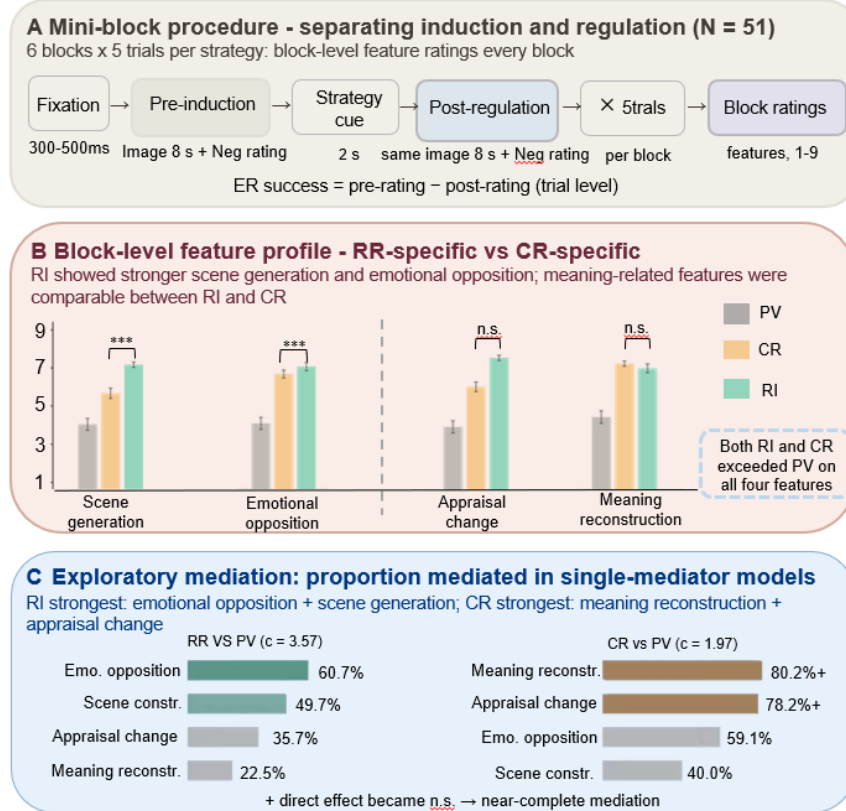 A Mini-block procedure - separating induction and regulation (N = 51)
6 blocks x 5 trials per strategy: block-level feature ratings every block
Fixation
Pre-induction
Strategy
cue
Post-regulation
× 5trals
Block ratings
300-500ms
Image 8 s + Neg rating
2 s
same image 8 s + Neg rating
per block
features, 1-9
ER success = pre-rating − post-rating (trial level)
B Block-level feature profile - RR-specific vs CR-specific
RI showed stronger scene generation and emotional opposition; meaning-related features were
comparable between RI and CR
9
7
5
3
1
***
***
n.s.
n.s.
PV
CR
RI
Both RI and CR
exceeded PV on
all four features
Scene
generation
Emotional
opposition
Appraisal
change
Meaning
reconstruction
C Exploratory mediation: proportion mediated in single-mediator models
RI strongest: emotional opposition + scene generation; CR strongest: meaning reconstruction +
appraisal change
RR VS PV (c = 3.57)
Emo. opposition 60.7%
Scene constr. 49.7%
Appraisal change 35.7%
Meaning reconstr. 22.5%
CR vs PV (c = 1.97)
Meaning reconstr. 80.2%+
Appraisal change 78.2%+
Emo. opposition 59.1%
Scene constr. 40.0%
+ direct effect became n.s. → near-complete mediation